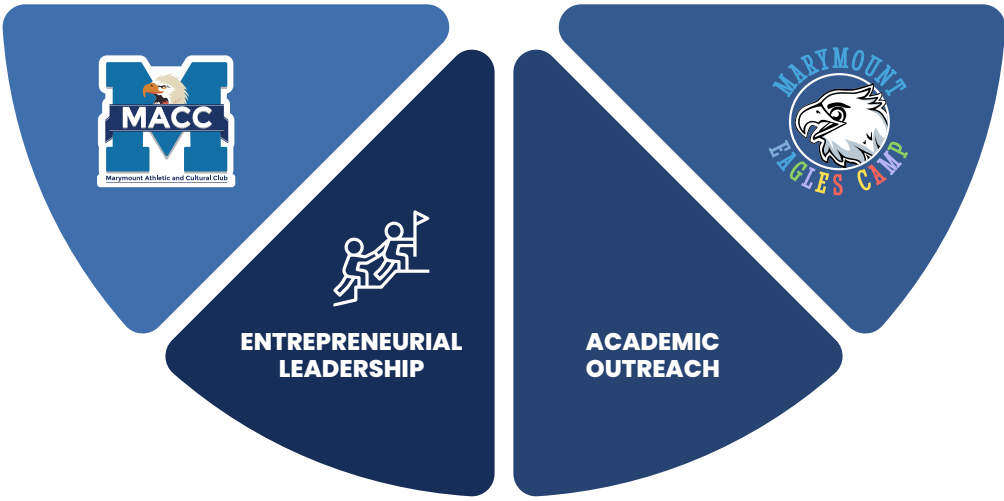 MACC
Marymount Athletic and Cultural Club
MARYMOUNT
EAGLES CAMP
ENTREPRENEURIAL
LEADERSHIP
ACADEMIC
OUTREACH